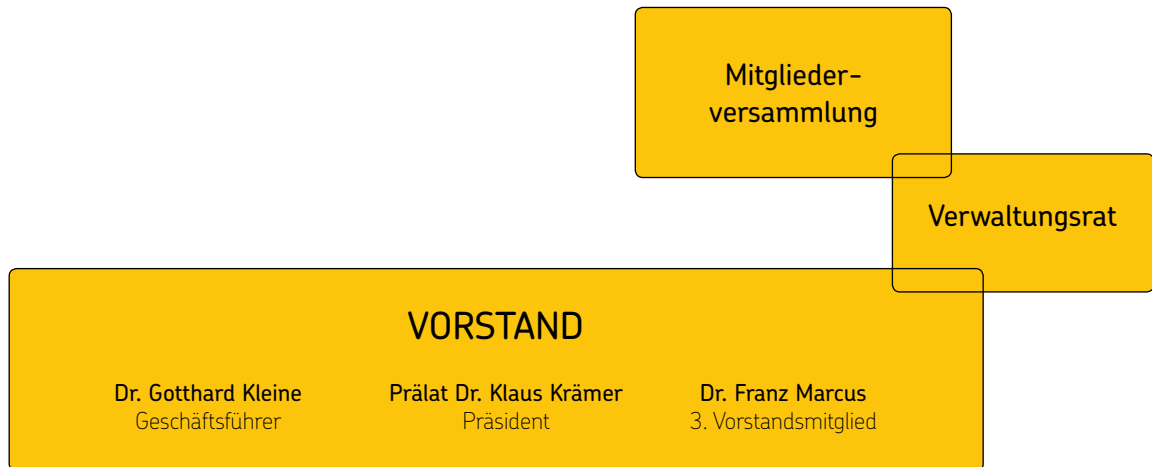 Mitglieder-
versammlung
Verwaltungsrat
VORSTAND
Dr. Gotthard Kleine
Geschäftsführer
Prälat Dr. Klaus Krämer
Präsident
Dr. Franz Marcus
3. Vorstandsmitglied